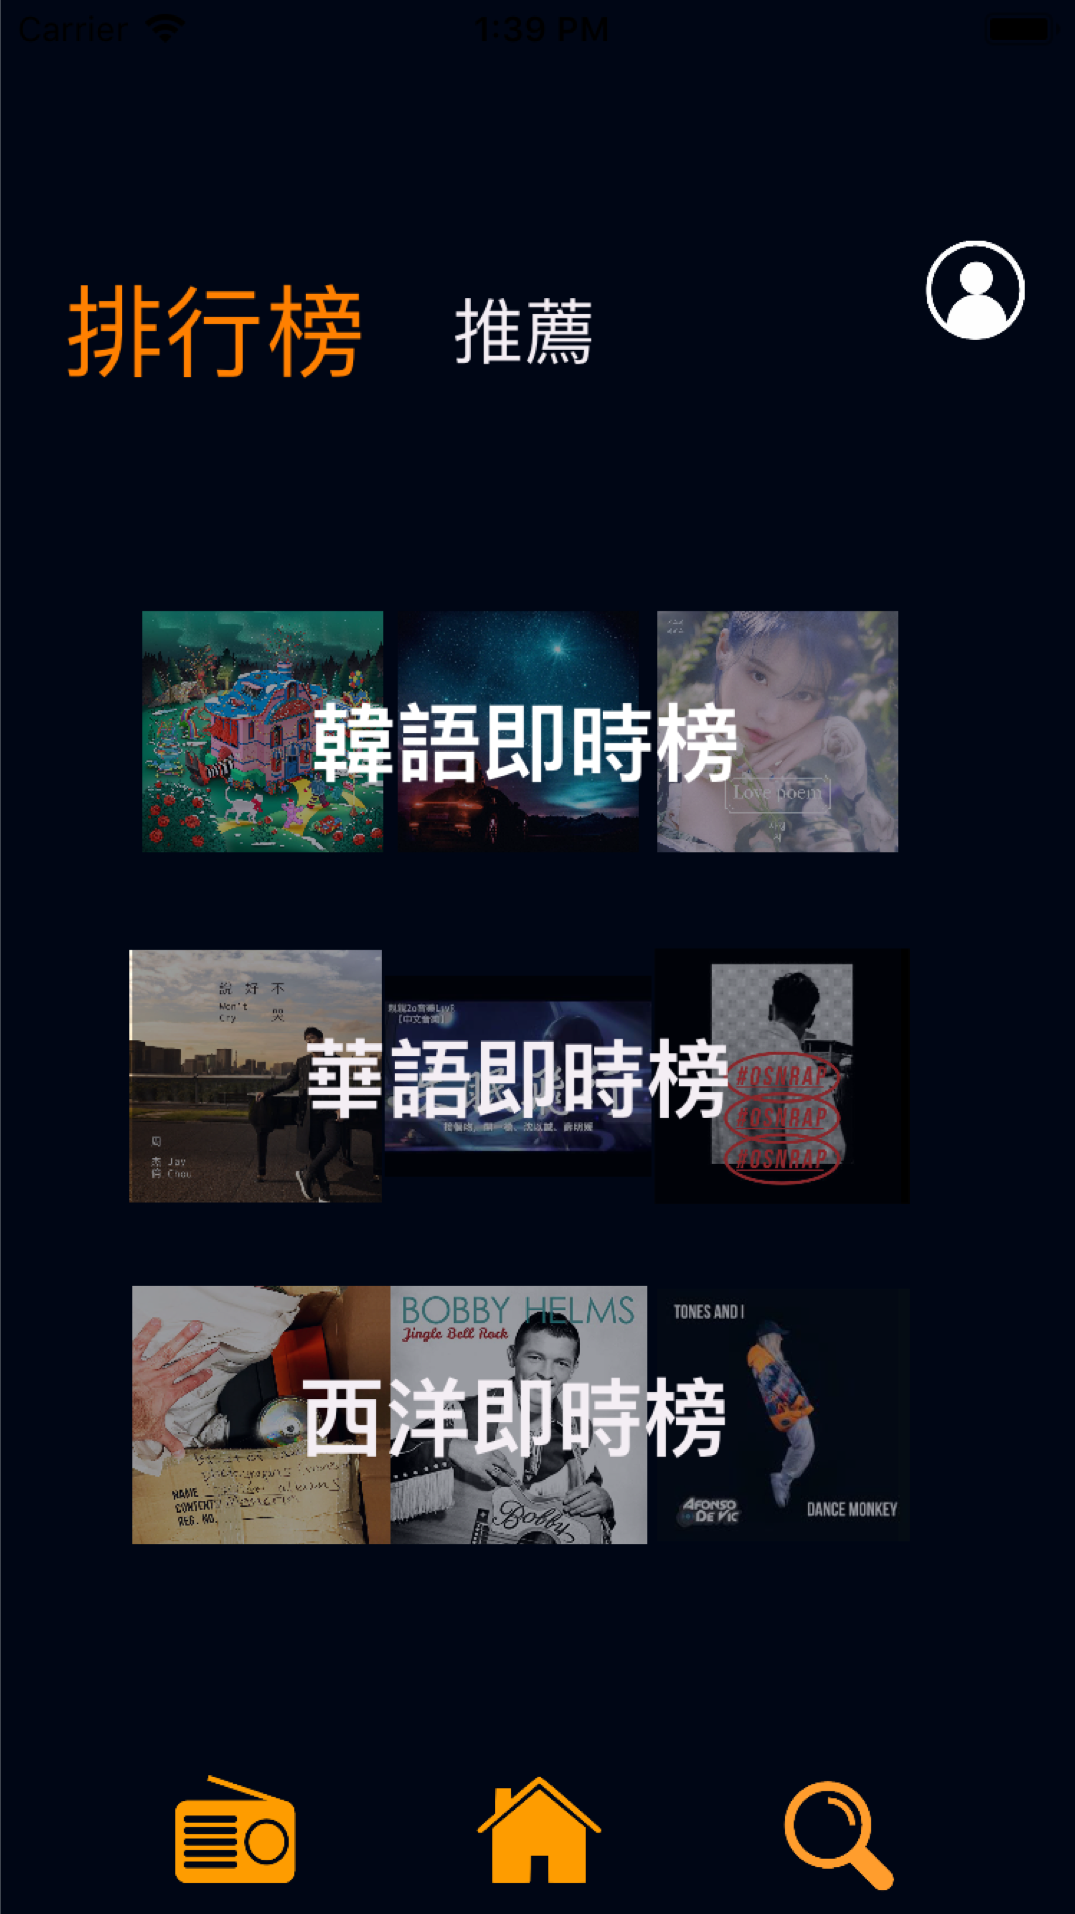 Carrier
1:39 PM
排行榜
推薦
韓語即時榜
Love poem
華語即時榜
說好不哭
Won't
Cry
周杰倫
Jay
Chou
#OSNRAP
#OSNRAP
#OSNRAP
西洋即時榜
NAME
CONTENT
REG. NO.
BOBBY HELMS
Jingle Bell Rock
Bobby
TONES AND I
AFONSO
DE VIC
DANCE MONKEY